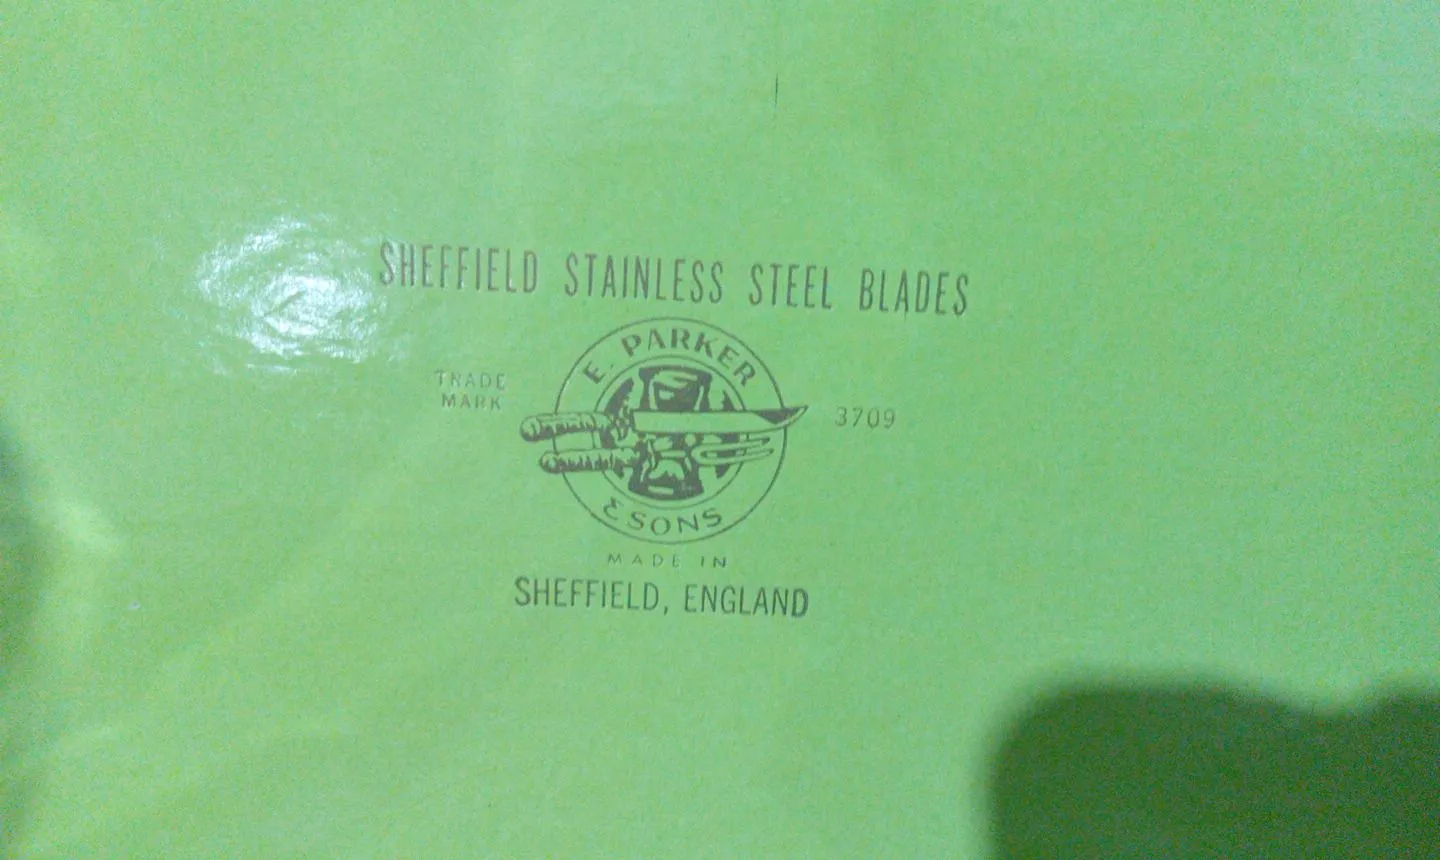 SHEFFIELD STAINLESS STEEL BLADES
E. PARKER
TRADE
MARK
3709
& SONS
MADE IN
SHEFFIELD, ENGLAND